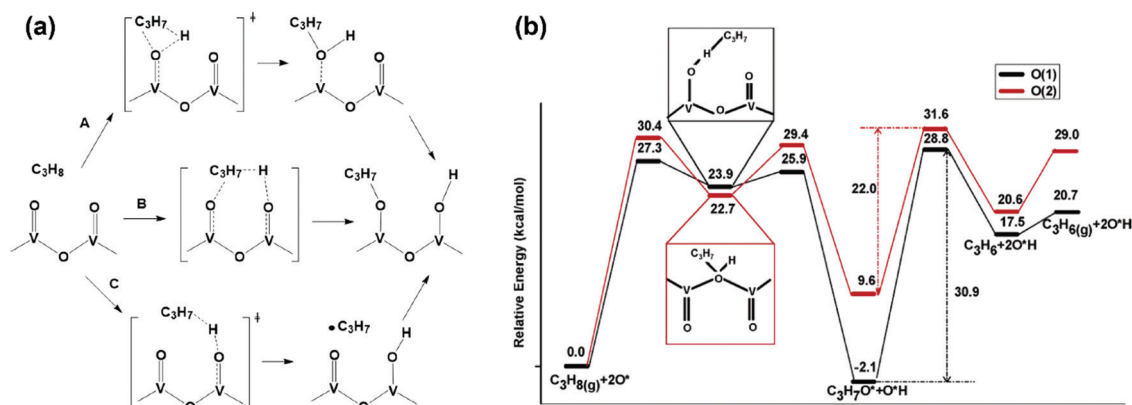 (a)
C₃H₇
H
‡
O
O
V
V
O
C₃H₇
H
O
O
V
V
O
A
C₃H₈
O
O
V
V
O
B
C₃H₇
H
O
O
V
V
O
C₃H₇
H
O
O
V
V
O
C
C₃H₇
H
‡
O
O
V
V
O
•C₃H₇
H
O
O
V
V
O
(b)
Relative Energy (kcal/mol)
C₃H₇
H
O
O
V
O
V
O(1)
O(2)
30.4
27.3
23.9
22.7
29.4
25.9
31.6
28.8
29.0
22.0
20.6
17.5
20.7
C₃H₆+2O*H
C₃H₆(g)+2O*H
C₃H₇
H
O
V
V
O
O
9.6
30.9
0.0
C₃H₈(g)+2O*
-2.1
C₃H₇O*+O*H